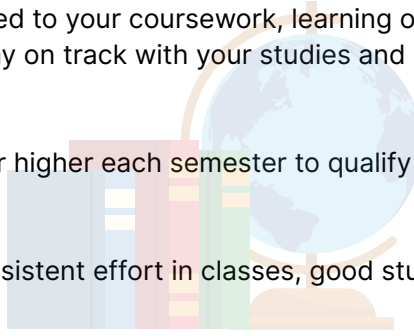 ed to your coursework, learning o
y on track with your studies and
r higher each semester to qualify
sistent effort in classes, good stu